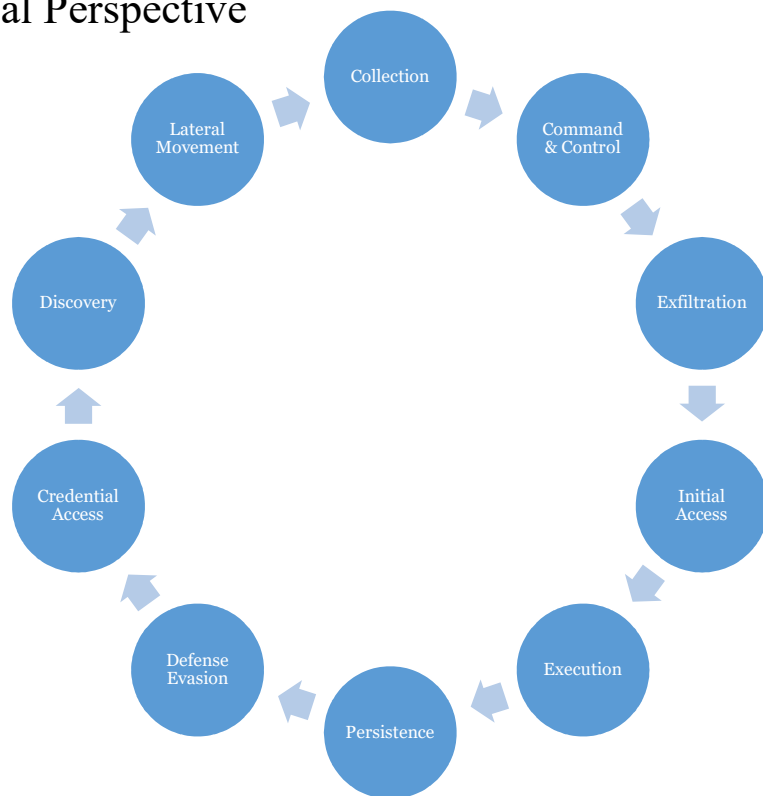 al Perspective
Collection
Command
& Control
Exfiltration
Initial
Access
Execution
Persistence
Defense
Evasion
Credential
Access
Discovery
Lateral
Movement